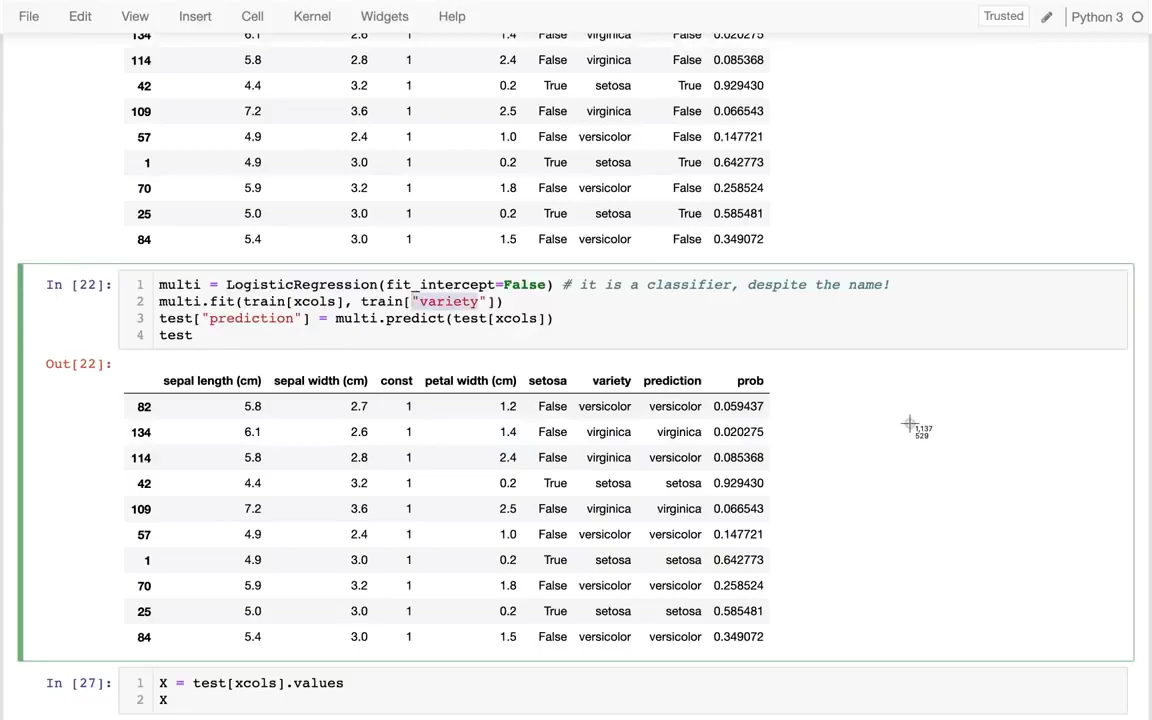 File Edit View Insert Cell Kernel Widgets Help Trusted Python 3
134 6.1 2.6 1 1.4 False virginica False 0.020275
114 5.8 2.8 1 2.4 False virginica False 0.085368
42 4.4 3.2 1 0.2 True setosa True 0.929430
109 7.2 3.6 1 2.5 False virginica False 0.066543
57 4.9 2.4 1 1.0 False versicolor False 0.147721
1 4.9 3.0 1 0.2 True setosa True 0.642773
70 5.9 3.2 1 1.8 False versicolor False 0.258524
25 5.0 3.0 1 0.2 True setosa True 0.585481
84 5.4 3.0 1 1.5 False versicolor False 0.349072
In [22]: 1 multi = LogisticRegression(fit_intercept=False) # it is a classifier, despite the name!
2 multi.fit(train[xcols], train["variety"])
3 test["prediction"] = multi.predict(test[xcols])
4 test
Out[22]:
sepal length (cm) sepal width (cm) const petal width (cm) setosa variety prediction prob
82 5.8 2.7 1 1.2 False versicolor versicolor 0.059437
134 6.1 2.6 1 1.4 False virginica virginica 0.020275
1,137
529
114 5.8 2.8 1 2.4 False virginica versicolor 0.085368
42 4.4 3.2 1 0.2 True setosa setosa 0.929430
109 7.2 3.6 1 2.5 False virginica virginica 0.066543
57 4.9 2.4 1 1.0 False versicolor versicolor 0.147721
1 4.9 3.0 1 0.2 True setosa setosa 0.642773
70 5.9 3.2 1 1.8 False versicolor versicolor 0.258524
25 5.0 3.0 1 0.2 True setosa setosa 0.585481
84 5.4 3.0 1 1.5 False versicolor versicolor 0.349072
In [27]: 1 X = test[xcols].values
2 X